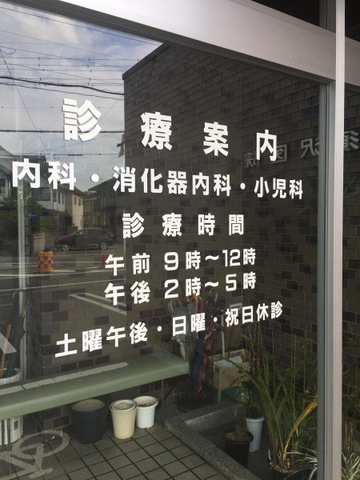 診療案内
内科・消化器内科・小児科
診療時間
午前 9時～12時
午後 2時～5時
土曜午後・日曜・祝日休診